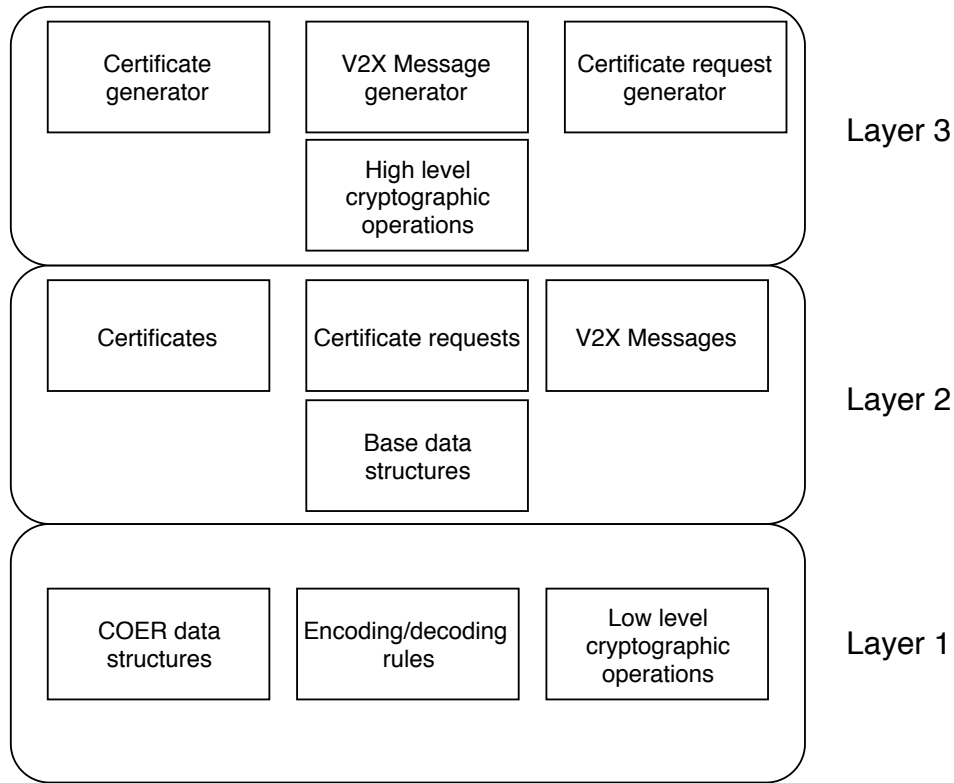 Certificate
generator
V2X Message
generator
Certificate request
generator
High level
cryptographic
operations
Layer 3
Certificates
Certificate requests
V2X Messages
Base data
structures
Layer 2
COER data
structures
Encoding/decoding
rules
Low level
cryptographic
operations
Layer 1